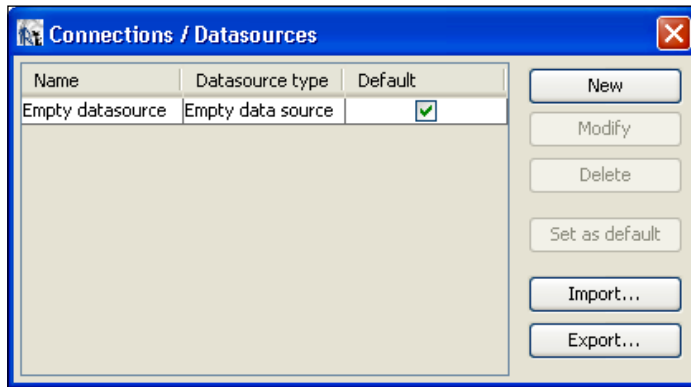 Connections / Datasources
Name Datasource type Default
Empty datasource Empty data source
New
Modify
Delete
Set as default
Import...
Export...